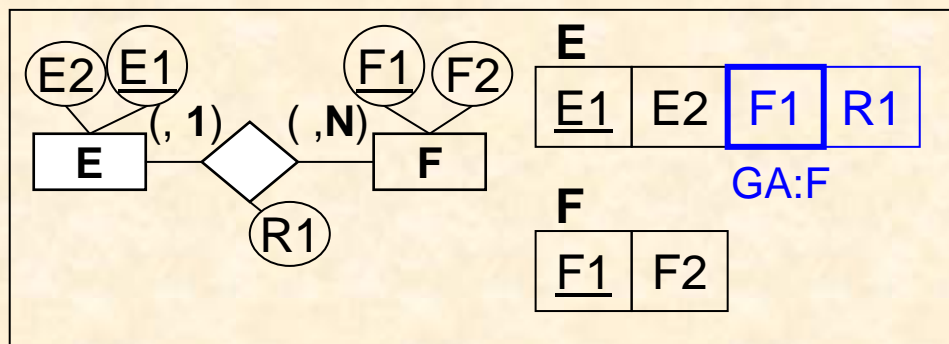 E2 E1 F1 F2
(, 1) ( ,N)
E F
R1
E
E1 E2 F1 R1
GA:F
F
F1 F2